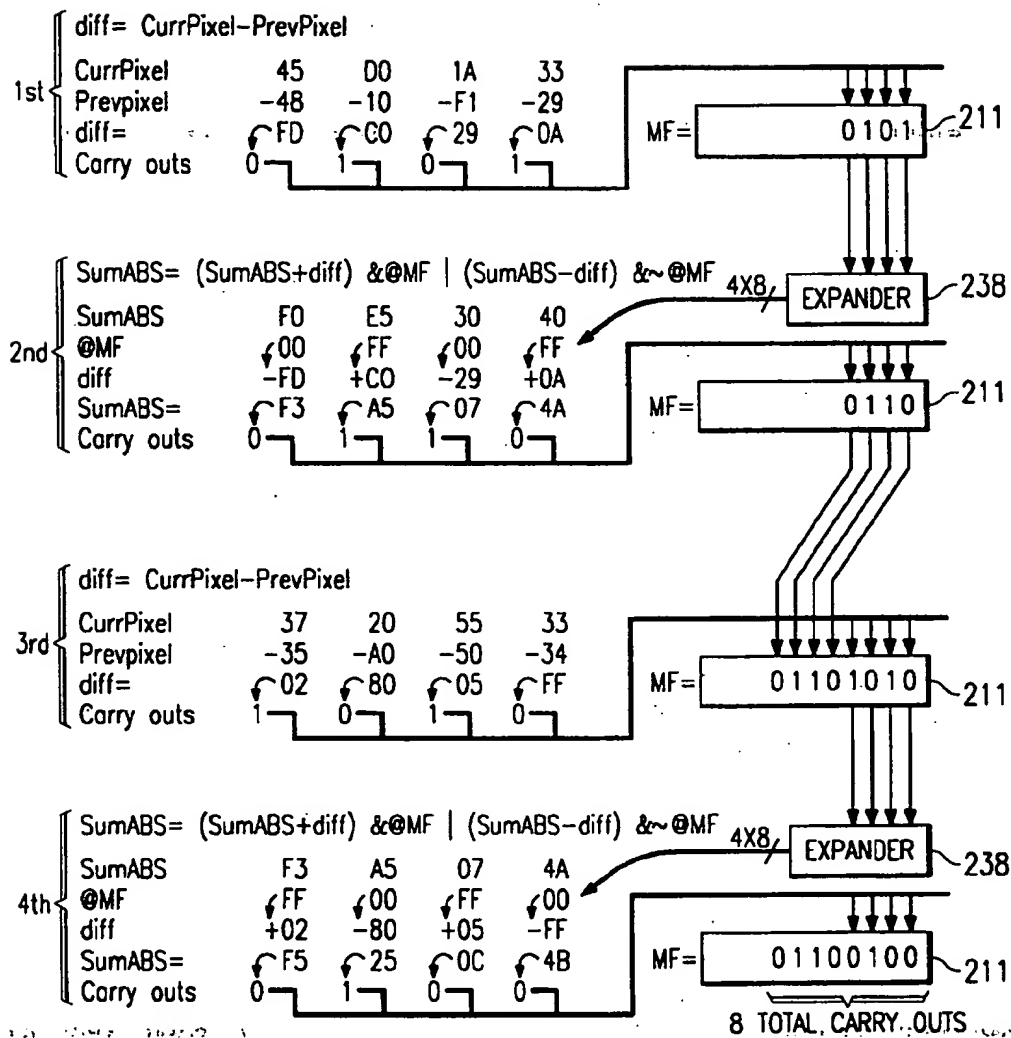 diff= CurrPixel-PrevPixel
1st
CurrPixel 45 D0 1A 33
Prevpixel -48 -10 -F1 -29
diff= FD C0 29 0A
Carry outs 0 1 0 1
MF= 0101 211
SumABS= (SumABS+diff) &@MF | (SumABS-diff) &~@MF
4X8 EXPANDER 238
2nd
SumABS F0 E5 30 40
@MF 00 FF 00 FF
diff -FD +C0 -29 +0A
SumABS= F3 A5 07 4A
Carry outs 0 1 1 0
MF= 0110 211
diff= CurrPixel-PrevPixel
3rd
CurrPixel 37 20 55 33
Prevpixel -35 -A0 -50 -34
diff= 02 80 05 FF
Carry outs 1 0 1 0
MF= 01101010 211
SumABS= (SumABS+diff) &@MF | (SumABS-diff) &~@MF
4X8 EXPANDER 238
4th
SumABS F3 A5 07 4A
@MF FF 00 FF 00
diff +02 -80 +05 -FF
SumABS= F5 25 0C 4B
Carry outs 0 1 0 0
MF= 01100100 211
8 TOTAL CARRY OUTS